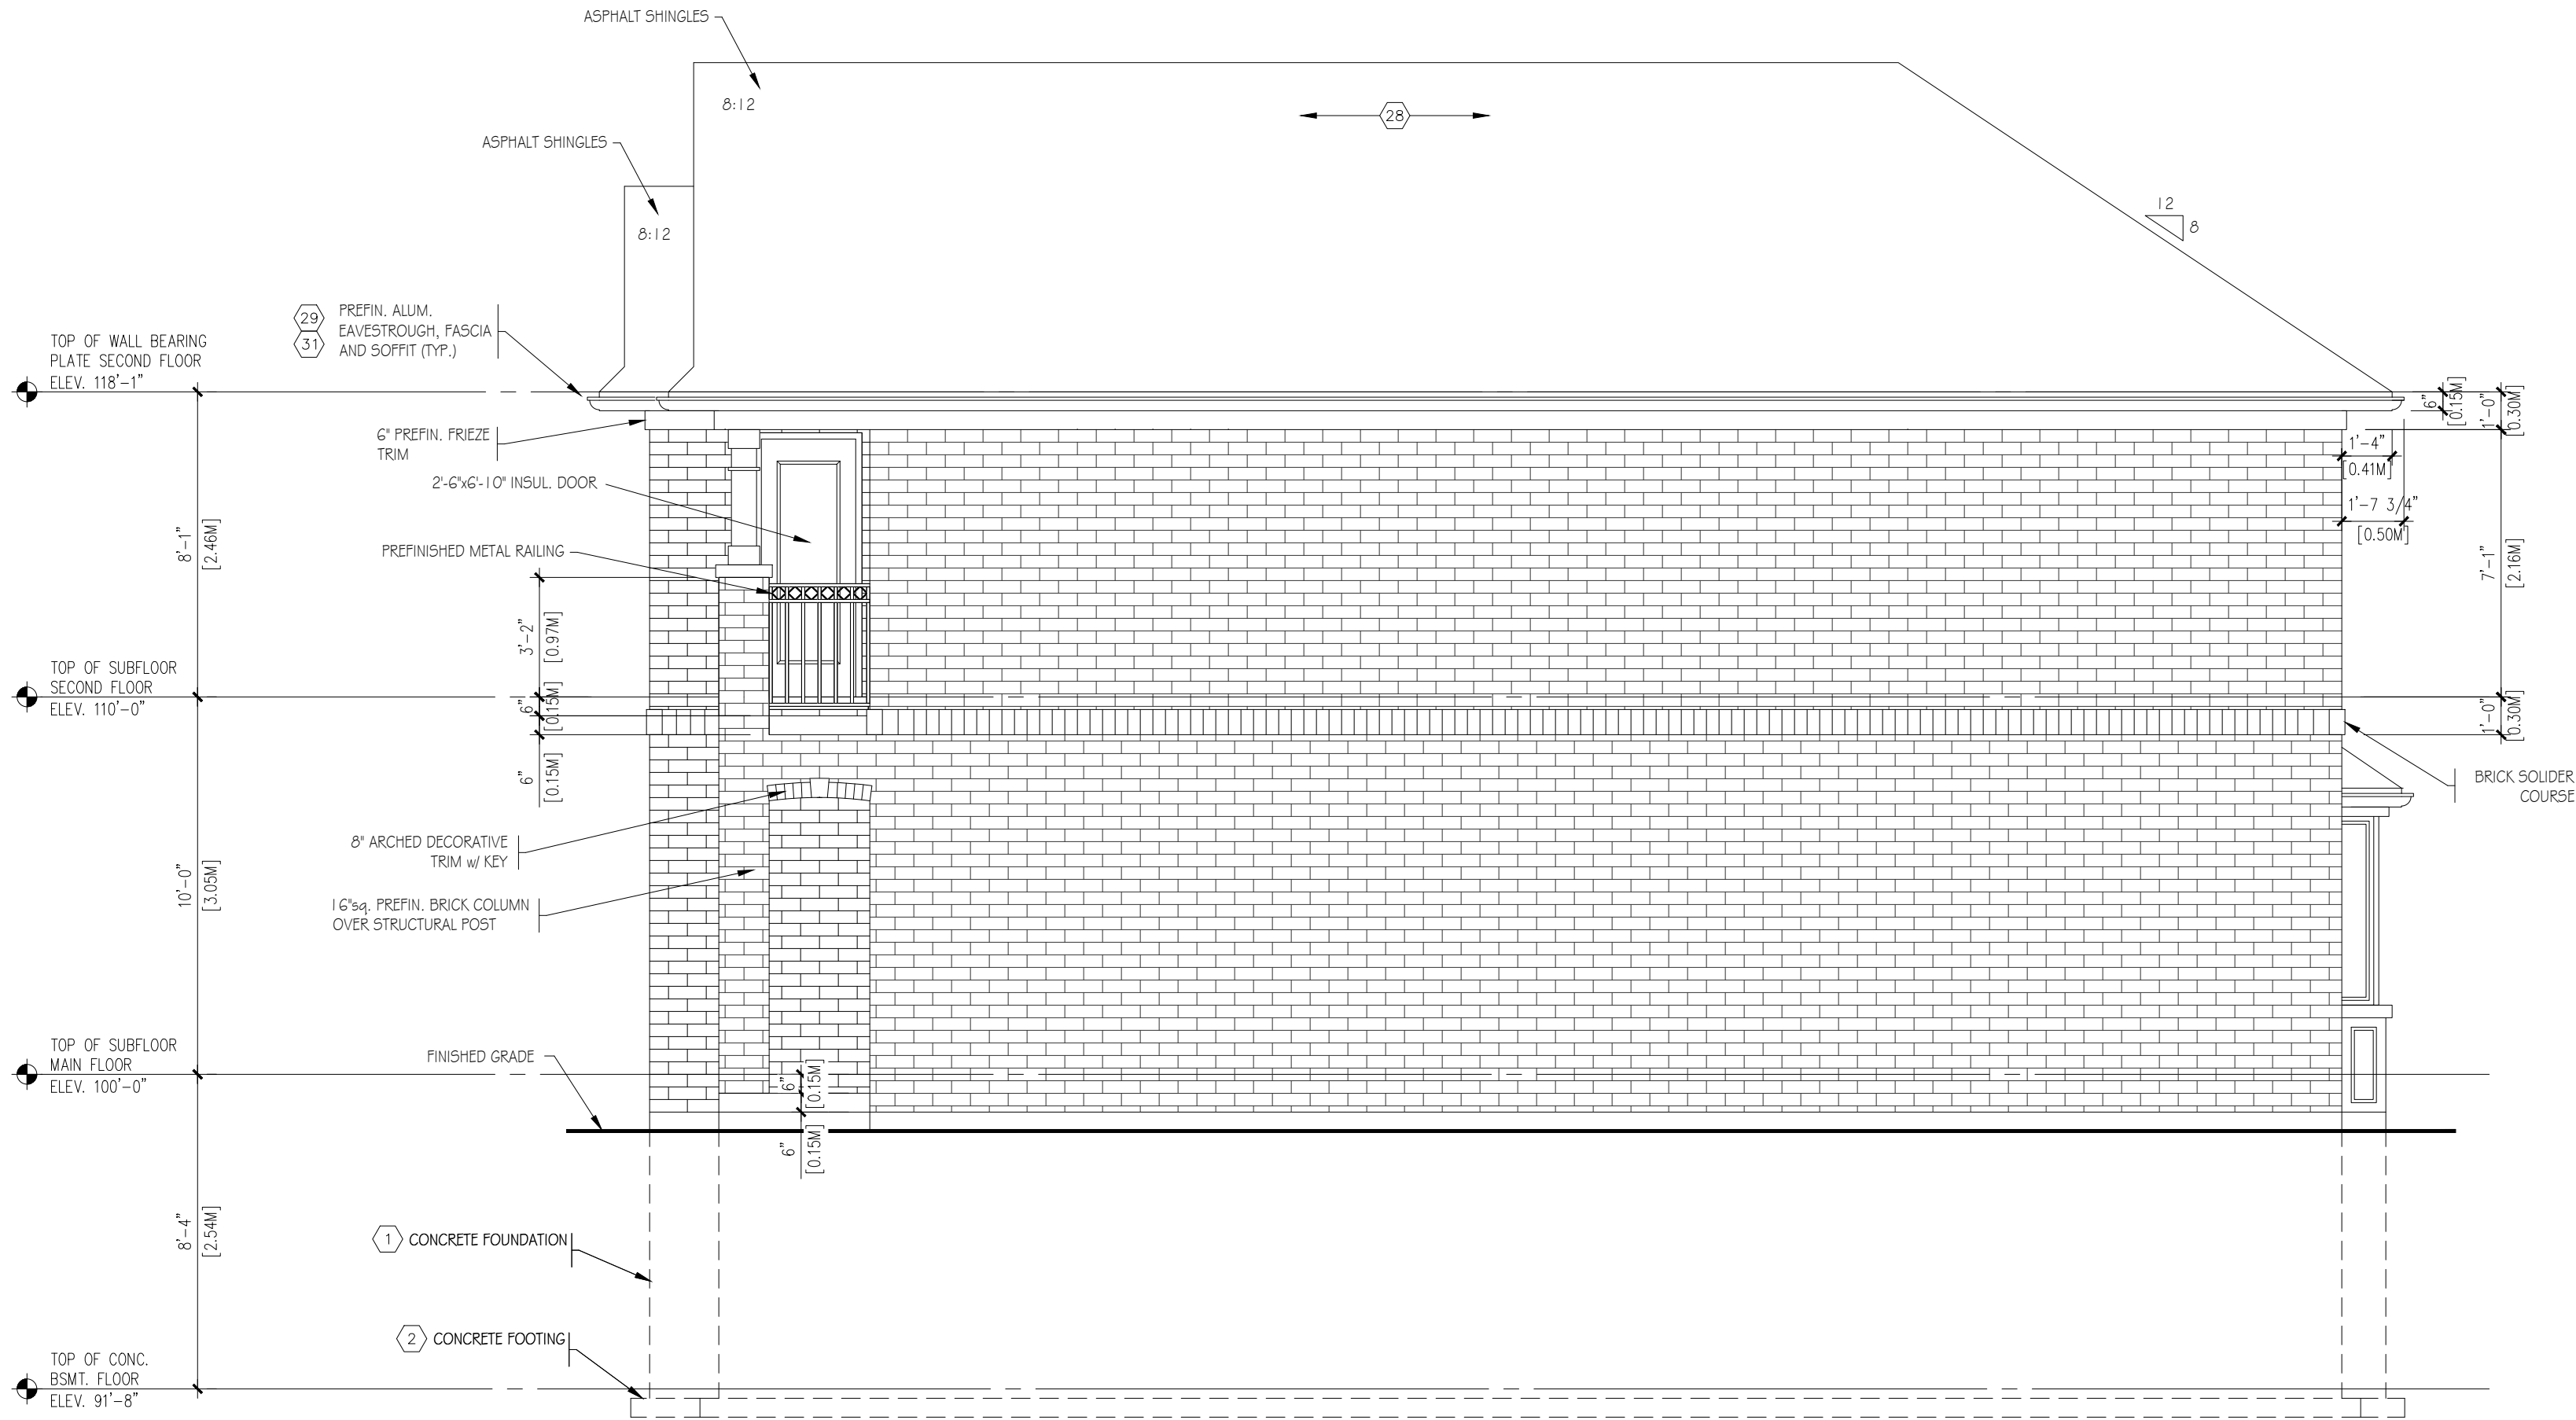 ASPHALT SHINGLES
8:12
28
ASPHALT SHINGLES
8:12
12
8
29
31
PREFIN. ALUM.
EAVESTROUGH, FASCIA
AND SOFFIT (TYP.)
TOP OF WALL BEARING
PLATE SECOND FLOOR
ELEV. 118'-1"
6"
[0.15M]
1'-0"
[0.30M]
6" PREFIN. FRIEZE
TRIM
1'-4"
[0.41M]
2'-6"x6'-10" INSUL. DOOR
1'-7 3/4"
[0.50M]
8'-1"
[2.46M]
PREFINISHED METAL RAILING
7'-1"
[2.16M]
3'-2"
[0.97M]
TOP OF SUBFLOOR
SECOND FLOOR
ELEV. 110'-0"
6"
[0.15M]
1'-0"
[0.30M]
6"
[0.15M]
BRICK SOLIDER
COURSE
8" ARCHED DECORATIVE
TRIM w/ KEY
10'-0"
[3.05M]
16"sq. PREFIN. BRICK COLUMN
OVER STRUCTURAL POST
TOP OF SUBFLOOR
MAIN FLOOR
ELEV. 100'-0"
FINISHED GRADE
6"
[0.15M]
6"
[0.15M]
8'-4"
[2.54M]
1
CONCRETE FOUNDATION
2
CONCRETE FOOTING
TOP OF CONC.
BSMT. FLOOR
ELEV. 91'-8"